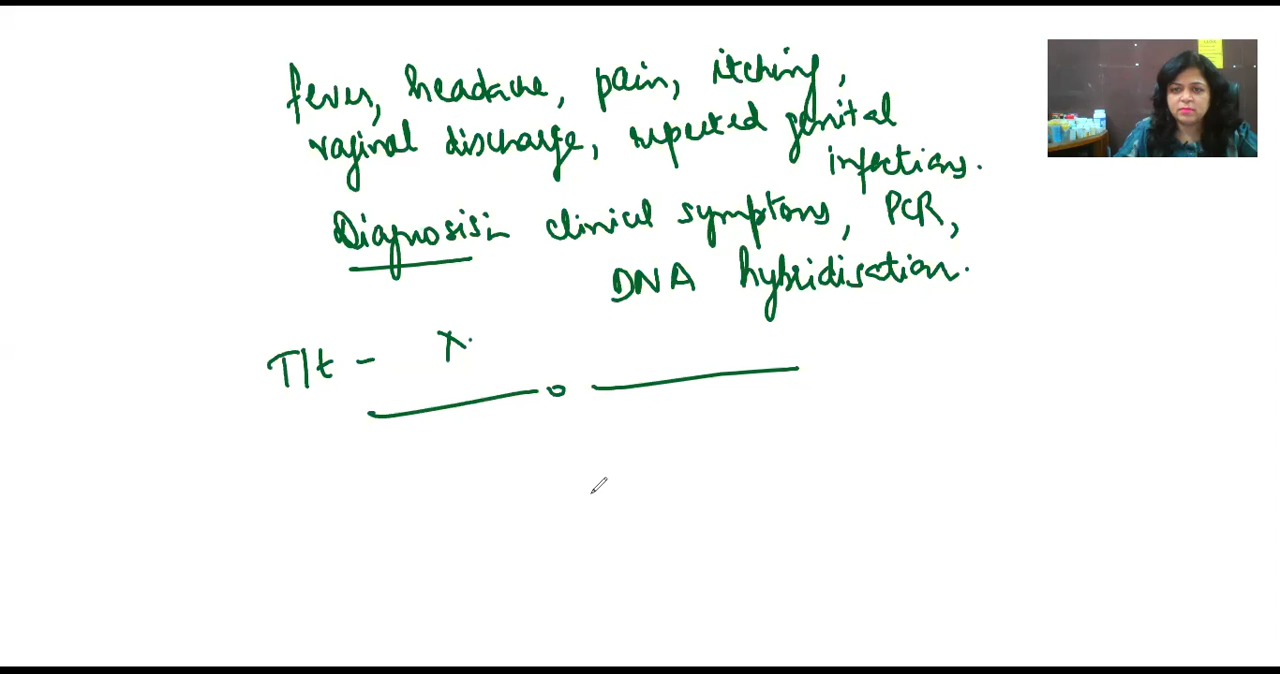 fever, headache, pain, itching,
vaginal discharge, repeated genital
infections.
Diagnosis:- clinical symptoms, PCR,
DNA hybridisation.
T/t - X.